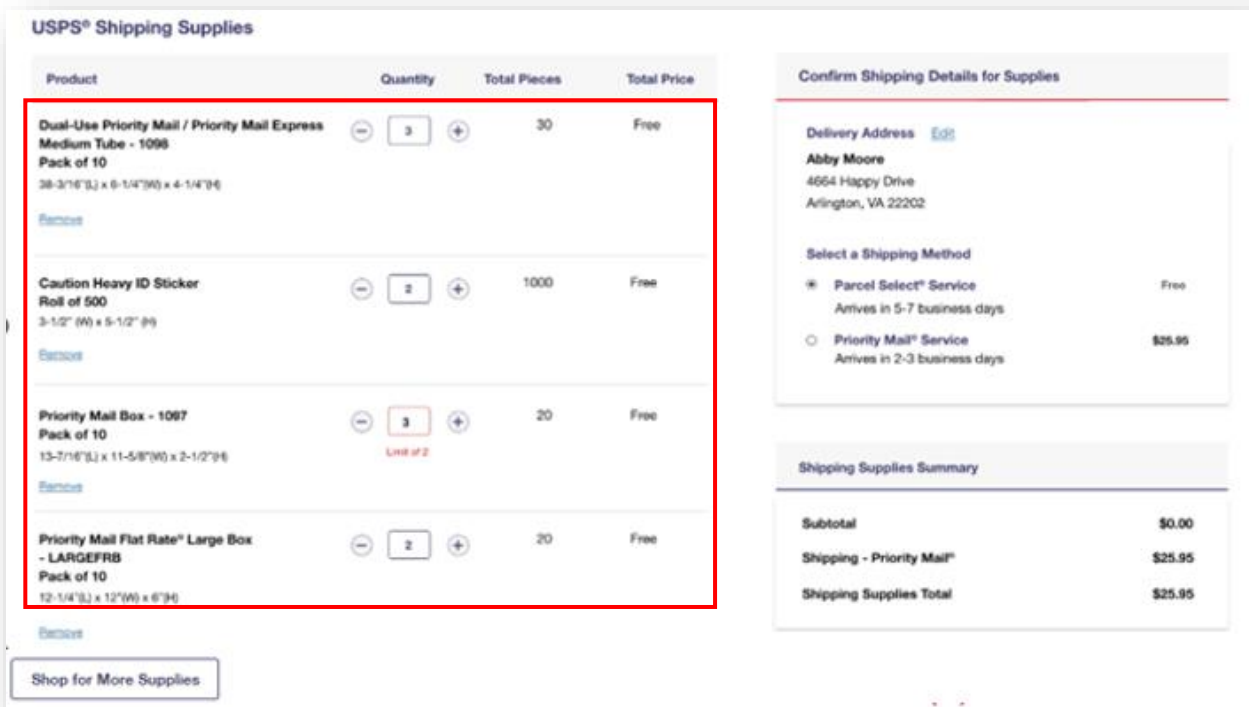 USPS® Shipping Supplies
Product Quantity Total Pieces Total Price
Dual-Use Priority Mail / Priority Mail Express
Medium Tube - 1098
Pack of 10
38-3/16"(L) x 6-1/4"(W) x 4-1/4"(H)
Remove
3
30
Free
Caution Heavy ID Sticker
Roll of 500
3-1/2" (W) x 5-1/2" (H)
Remove
2
1000
Free
Priority Mail Box - 1097
Pack of 10
13-7/16"(L) x 11-5/8"(W) x 2-1/2"(H)
Remove
3
Limit of 2
20
Free
Priority Mail Flat Rate® Large Box
- LARGEFRB
Pack of 10
12-1/4"(L) x 12"(W) x 6"(H)
Remove
2
20
Free
Shop for More Supplies
Confirm Shipping Details for Supplies
Delivery Address Edit
Abby Moore
4664 Happy Drive
Arlington, VA 22202
Select a Shipping Method
Parcel Select® Service Free
Arrives in 5-7 business days
Priority Mail® Service $25.95
Arrives in 2-3 business days
Shipping Supplies Summary
Subtotal $0.00
Shipping - Priority Mail® $25.95
Shipping Supplies Total $25.95